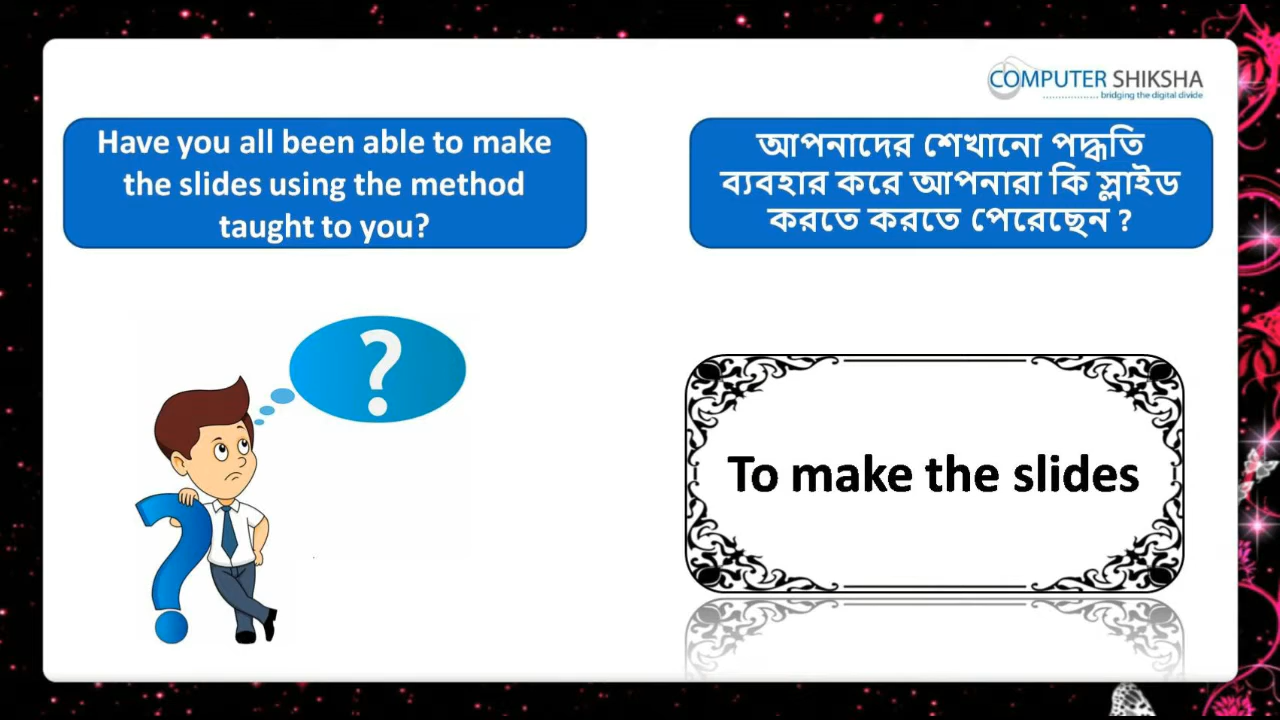 COMPUTER SHIKSHA
bridging the digital divide
Have you all been able to make
the slides using the method
taught to you?
আপনাদের শেখানো পদ্ধতি
ব্যবহার করে আপনারা কি স্লাইড
করতে করতে পেরেছেন ?
?
To make the slides